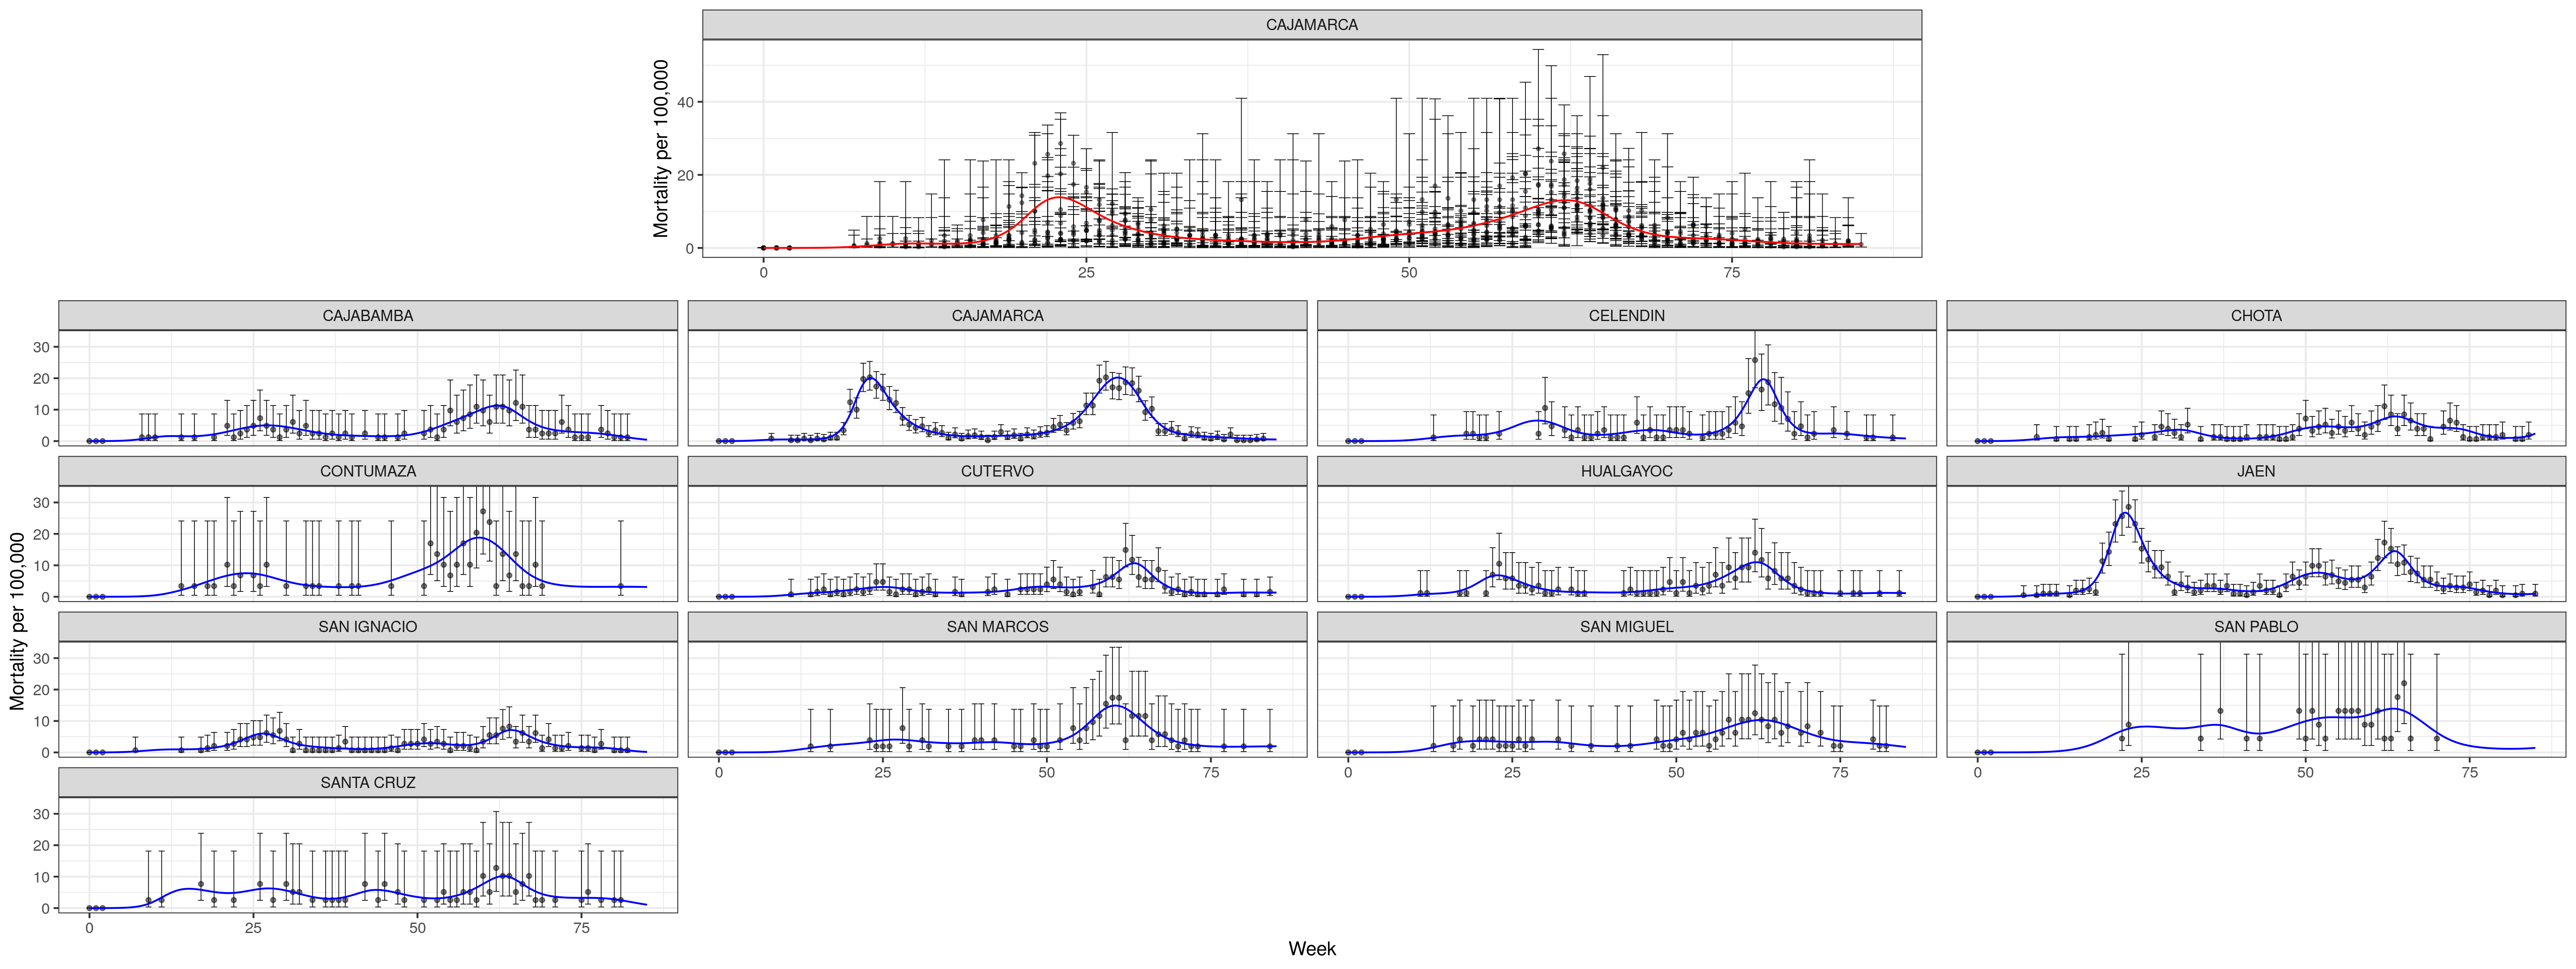 CAJAMARCA
Mortality per 100,000
40
20
0
0 25 50 75
CAJABAMBA CAJAMARCA CELENDIN CHOTA
30
20
10
0
CONTUMAZA CUTERVO HUALGAYOC JAEN
30
20
10
0
Mortality per 100,000
SAN IGNACIO SAN MARCOS SAN MIGUEL SAN PABLO
30
20
10
0
0 25 50 75 0 25 50 75 0 25 50 75
SANTA CRUZ
30
20
10
0
0 25 50 75
Week